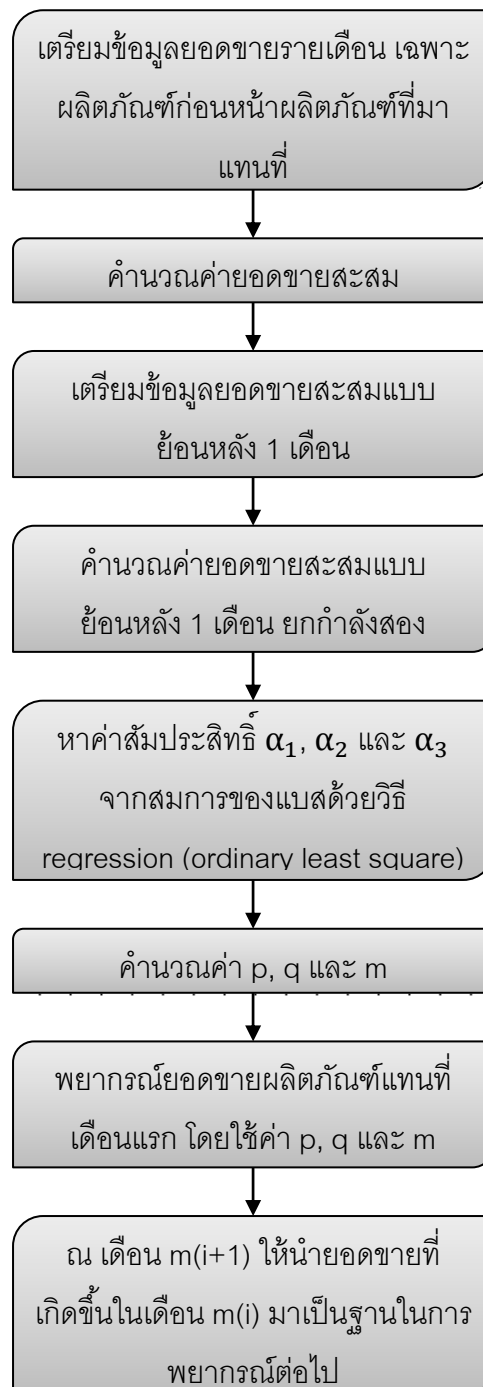 เตรียมข้อมูลยอดขายรายเดือน เฉพาะ
ผลิตภัณฑ์ก่อนหน้าผลิตภัณฑ์ที่มา
แทนที่
คำนวณค่ายอดขายสะสม
เตรียมข้อมูลยอดขายสะสมแบบ
ย้อนหลัง 1 เดือน
คำนวณค่ายอดขายสะสมแบบ
ย้อนหลัง 1 เดือน ยกกำลังสอง
หาค่าสัมประสิทธิ์ α₁, α₂ และ α₃
จากสมการของแบสด้วยวิธี
regression (ordinary least square)
คำนวณค่า p, q และ m
พยากรณ์ยอดขายผลิตภัณฑ์แทนที่
เดือนแรก โดยใช้ค่า p, q และ m
ณ เดือน m(i+1) ให้นำยอดขายที่
เกิดขึ้นในเดือน m(i) มาเป็นฐานในการ
พยากรณ์ต่อไป